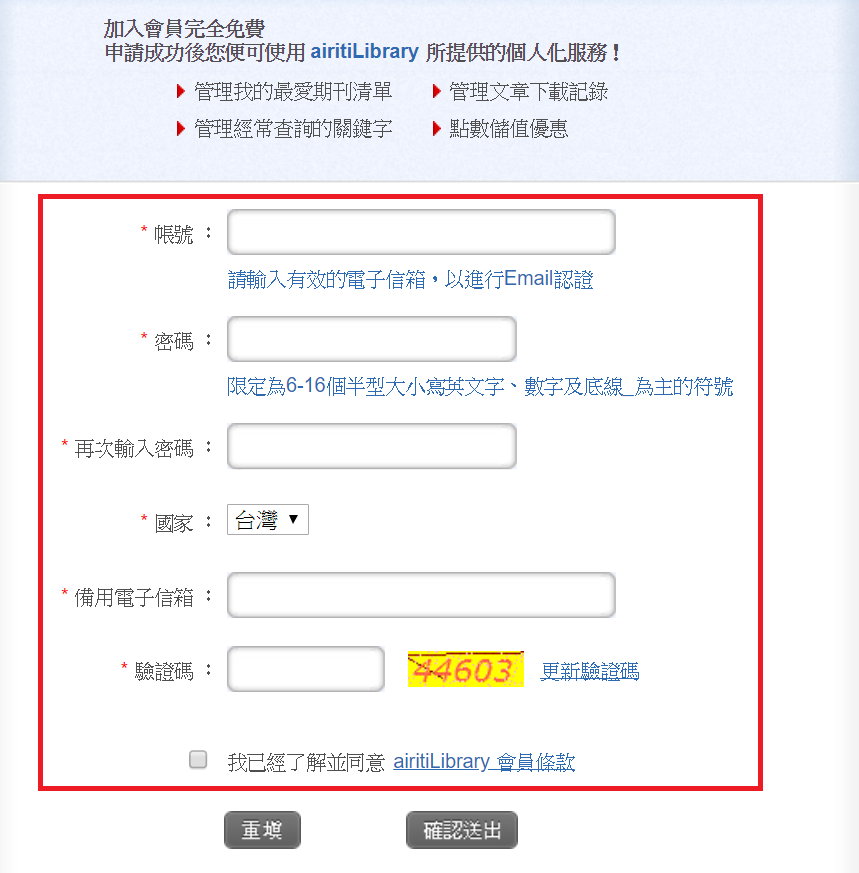 加入會員完全免費
申請成功後您便可使用 airitiLibrary 所提供的個人化服務！
管理我的最愛期刊清單 管理文章下載記錄
管理經常查詢的關鍵字 點數儲值優惠
* 帳號：
請輸入有效的電子信箱，以進行Email認證
* 密碼：
限定為6-16個半型大小寫英文字、數字及底線_為主的符號
* 再次輸入密碼：
* 國家： 台灣 ▼
* 備用電子信箱：
* 驗證碼： 44603 更新驗證碼
我已經了解並同意 airitiLibrary 會員條款
重填 確認送出